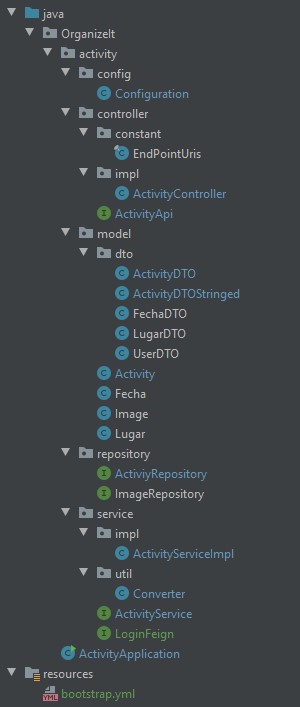 java
OrganizeIt
activity
config
Configuration
controller
constant
EndPointUris
impl
ActivityController
ActivityApi
model
dto
ActivityDTO
ActivityDTOStringed
FechaDTO
LugarDTO
UserDTO
Activity
Fecha
Image
Lugar
repository
ActiviyRepository
ImageRepository
service
impl
ActivityServiceImpl
util
Converter
ActivityService
LoginFeign
ActivityApplication
resources
bootstrap.yml